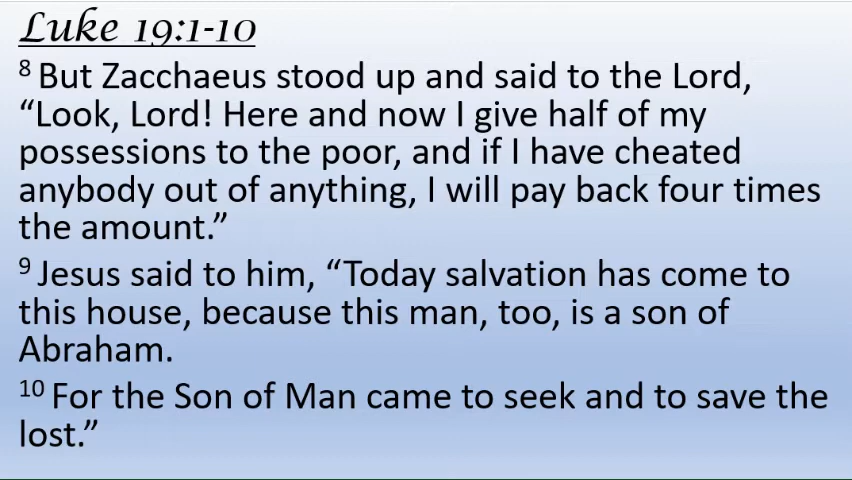 Luke 19:1-10
8 But Zacchaeus stood up and said to the Lord,
“Look, Lord! Here and now I give half of my
possessions to the poor, and if I have cheated
anybody out of anything, I will pay back four times
the amount.”
9 Jesus said to him, “Today salvation has come to
this house, because this man, too, is a son of
Abraham.
10 For the Son of Man came to seek and to save the
lost.”